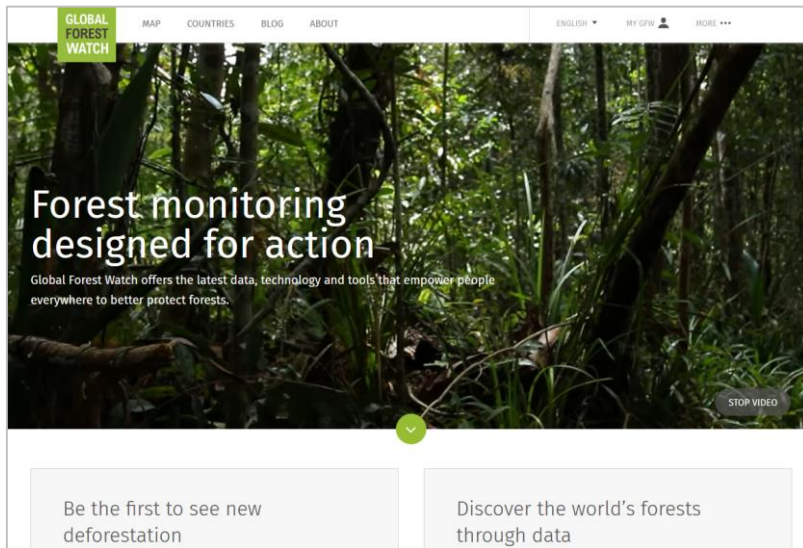 GLOBAL
FOREST
WATCH
MAP COUNTRIES BLOG ABOUT ENGLISH MY GFW MORE
Forest monitoring
designed for action
Global Forest Watch offers the latest data, technology and tools that empower people
everywhere to better protect forests.
STOP VIDEO
Be the first to see new
deforestation
Discover the world’s forests
through data